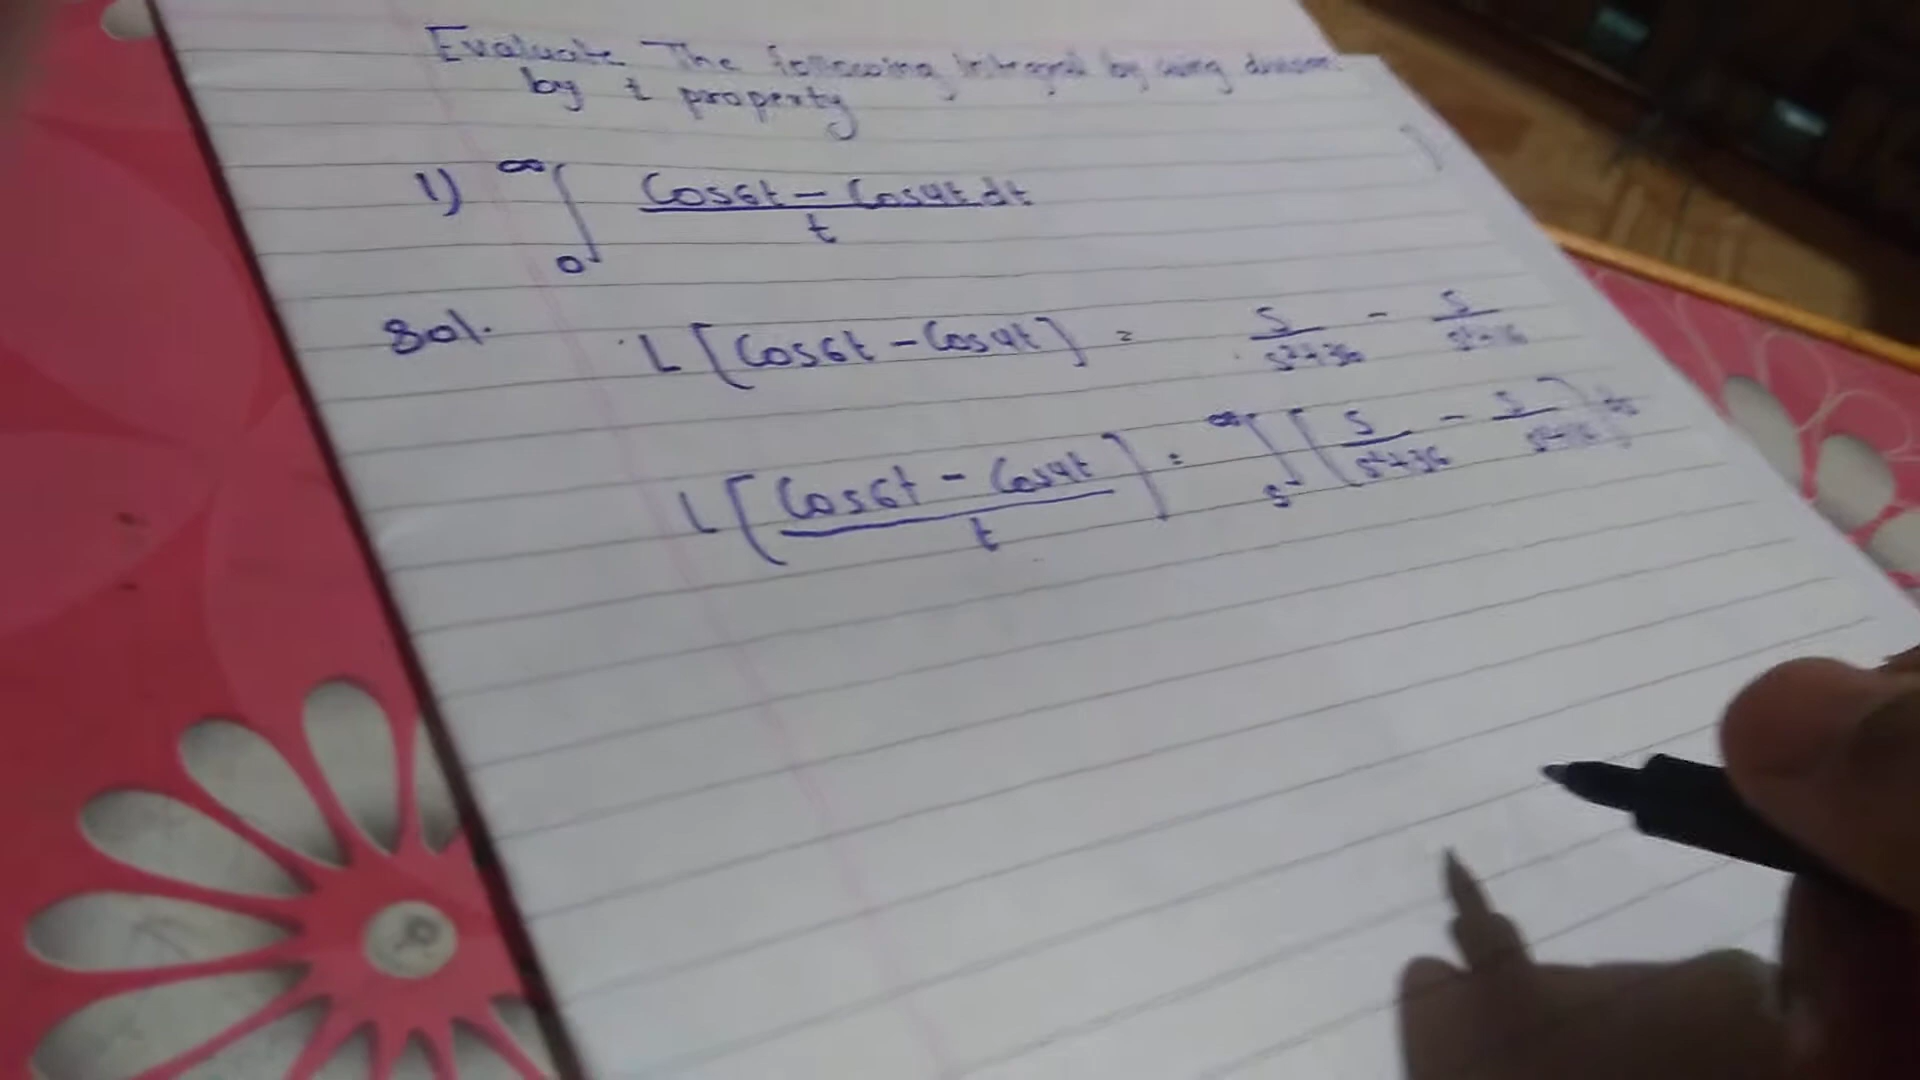 Evaluate The following integral by using division
by t property
1) ∞∫0 Cos6t - Cos4t dt / t
Sol. L [Cos6t - Cos4t] = s/s²+36 - s/s²+16
L [Cos6t - Cos4t / t] = ∞∫s [s/s²+36 - s/s²+16] ds